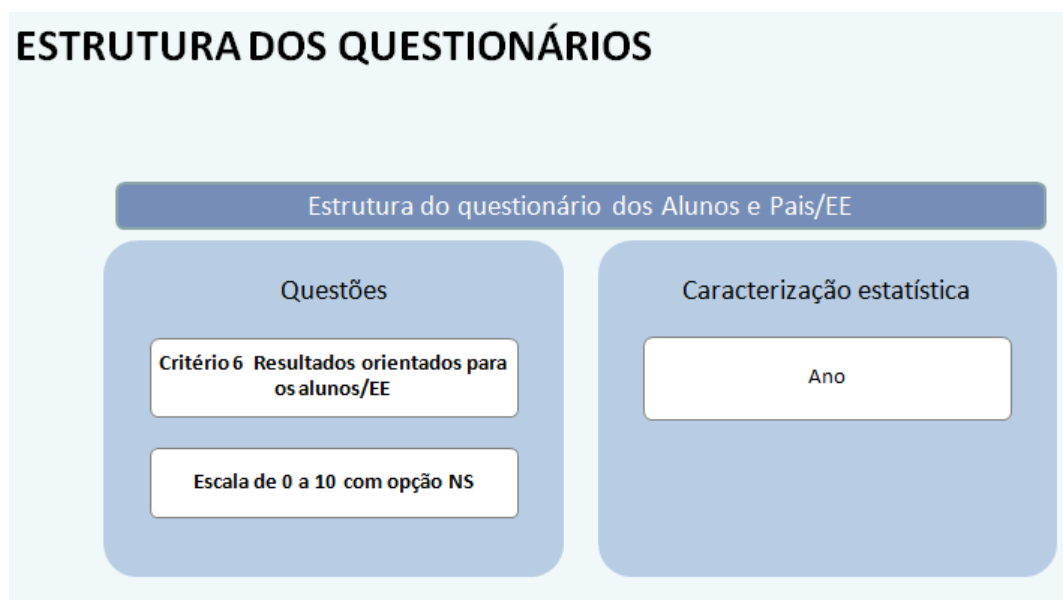 ESTRUTURA DOS QUESTIONÁRIOS
Estrutura do questionário dos Alunos e Pais/EE
Questões
Critério 6 Resultados orientados para
os alunos/EE
Escala de 0 a 10 com opção NS
Caracterização estatística
Ano